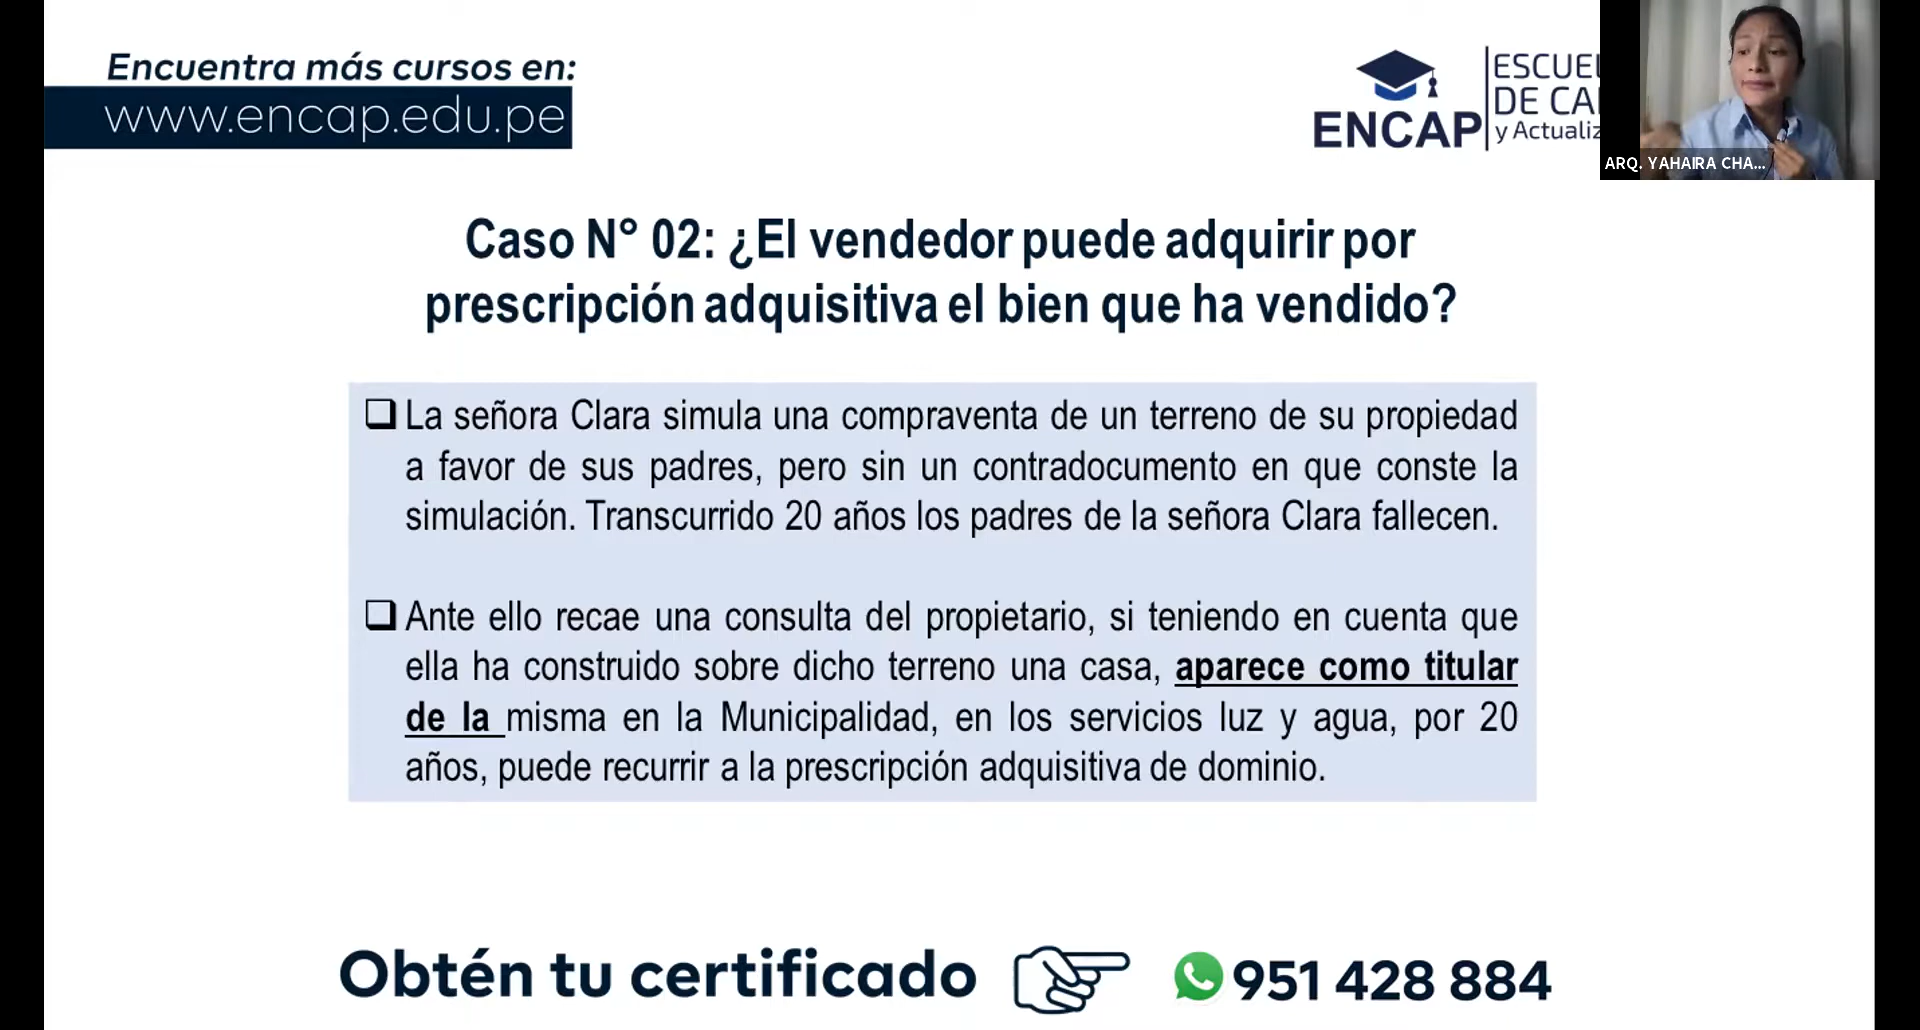 Encuentra más cursos en:
www.encap.edu.pe
ENCAP
ESCUE
DE CA
y Actualiz
ARQ. YAHAIRA CHA...
Caso N° 02: ¿El vendedor puede adquirir por
prescripción adquisitiva el bien que ha vendido?
La señora Clara simula una compraventa de un terreno de su propiedad
a favor de sus padres, pero sin un contradocumento en que conste la
simulación. Transcurrido 20 años los padres de la señora Clara fallecen.
Ante ello recae una consulta del propietario, si teniendo en cuenta que
ella ha construido sobre dicho terreno una casa, aparece como titular
de la misma en la Municipalidad, en los servicios luz y agua, por 20
años, puede recurrir a la prescripción adquisitiva de dominio.
Obtén tu certificado
951 428 884